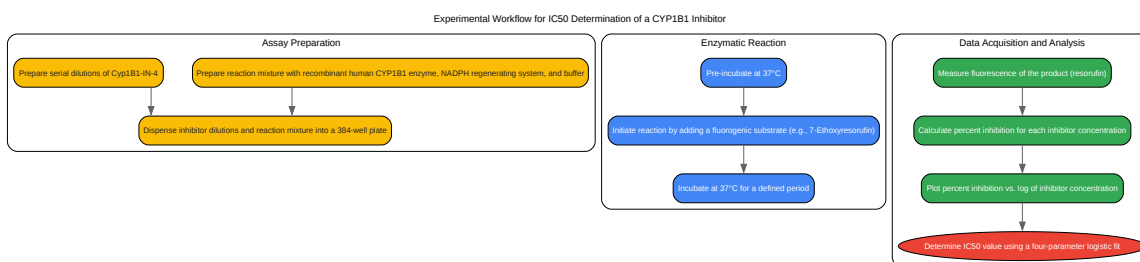 Experimental Workflow for IC50 Determination of a CYP1B1 Inhibitor
Assay Preparation
Prepare serial dilutions of Cyp1B1-IN-4
Prepare reaction mixture with recombinant human CYP1B1 enzyme, NADPH regenerating system, and buffer
Dispense inhibitor dilutions and reaction mixture into a 384-well plate
Enzymatic Reaction
Pre-incubate at 37°C
Initiate reaction by adding a fluorogenic substrate (e.g., 7-Ethoxyresorufin)
Incubate at 37°C for a defined period
Data Acquisition and Analysis
Measure fluorescence of the product (resorufin)
Calculate percent inhibition for each inhibitor concentration
Plot percent inhibition vs. log of inhibitor concentration
Determine IC50 value using a four-parameter logistic fit